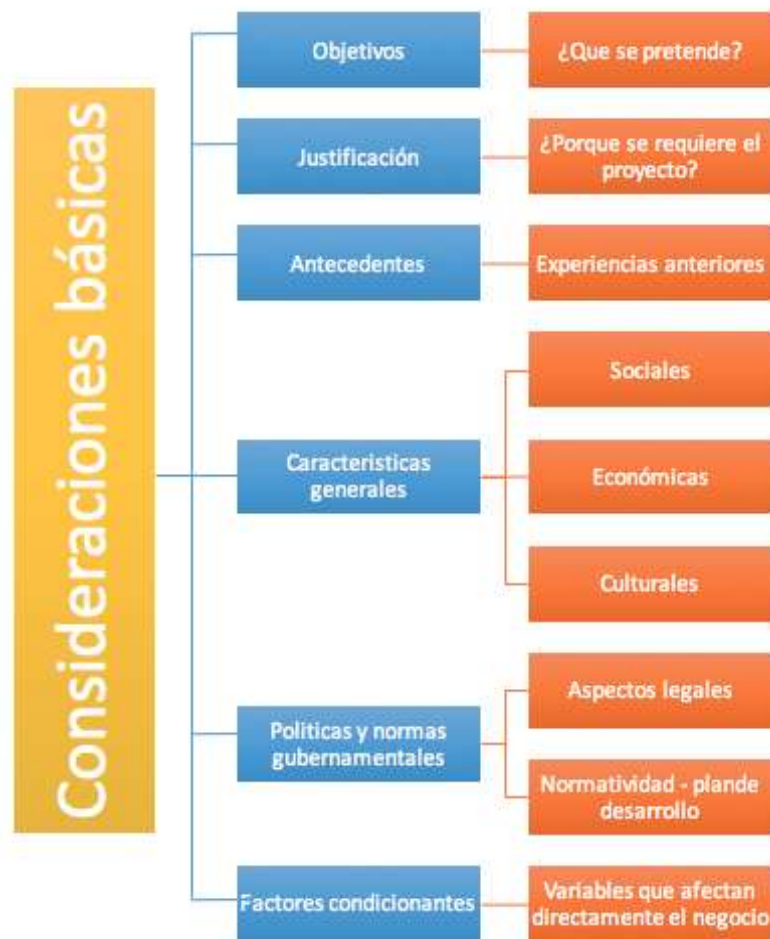 Consideraciones básicas
Objetivos
¿Que se pretende?
Justificación
¿Porque se requiere el
proyecto?
Antecedentes
Experiencias anteriores
Caracteristicas
generales
Sociales
Económicas
Culturales
Politicas y normas
gubernamentales
Aspectos legales
Normatividad - plande
desarrollo
Factores condicionantes
Variables que afectan
directamente el negocio